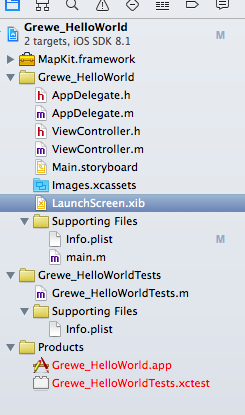 Grewe_HelloWorld
2 targets, iOS SDK 8.1
M
MapKit.framework
Grewe_HelloWorld
AppDelegate.h
AppDelegate.m
ViewController.h
ViewController.m
Main.storyboard
Images.xcassets
LaunchScreen.xib
Supporting Files
Info.plist
M
main.m
Grewe_HelloWorldTests
Grewe_HelloWorldTests.m
Supporting Files
Info.plist
Products
Grewe_HelloWorld.app
Grewe_HelloWorldTests.xctest